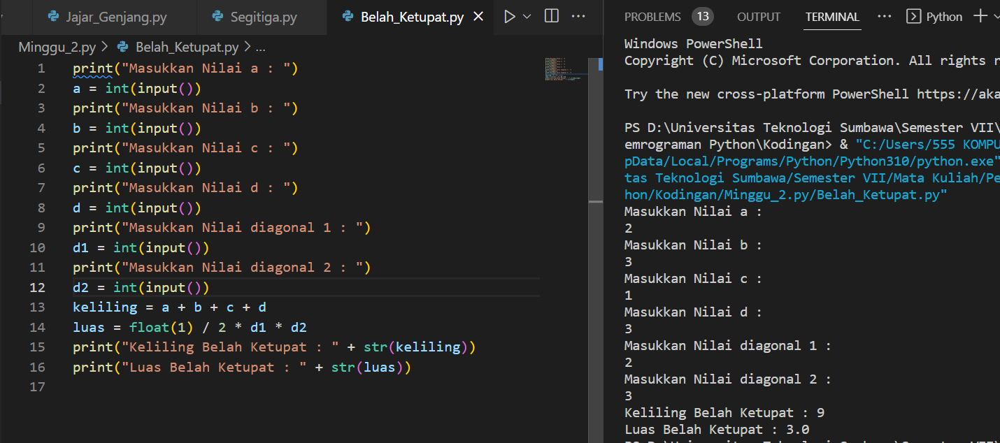 Jajar_Genjang.py
Segitiga.py
Belah_Ketupat.py
Minggu_2.py > Belah_Ketupat.py > ...
1 print("Masukkan Nilai a : ")
2 a = int(input())
3 print("Masukkan Nilai b : ")
4 b = int(input())
5 print("Masukkan Nilai c : ")
6 c = int(input())
7 print("Masukkan Nilai d : ")
8 d = int(input())
9 print("Masukkan Nilai diagonal 1 : ")
10 d1 = int(input())
11 print("Masukkan Nilai diagonal 2 : ")
12 d2 = int(input())
13 keliling = a + b + c + d
14 luas = float(1) / 2 * d1 * d2
15 print("Keliling Belah Ketupat : " + str(keliling))
16 print("Luas Belah Ketupat : " + str(luas))
17
PROBLEMS 13 OUTPUT TERMINAL ... Python
Windows PowerShell
Copyright (C) Microsoft Corporation. All rights r
Try the new cross-platform PowerShell https://aka
PS D:\Universitas Teknologi Sumbawa\Semester VII\
emrograman Python\Kodingan> & "C:/Users/555 KOMPU
pData/Local/Programs/Python/Python310/python.exe"
tas Teknologi Sumbawa/Semester VII/Mata Kuliah/Pe
hon/Kodingan/Minggu_2.py/Belah_Ketupat.py"
Masukkan Nilai a :
2
Masukkan Nilai b :
3
Masukkan Nilai c :
1
Masukkan Nilai d :
3
Masukkan Nilai diagonal 1 :
2
Masukkan Nilai diagonal 2 :
3
Keliling Belah Ketupat : 9
Luas Belah Ketupat : 3.0